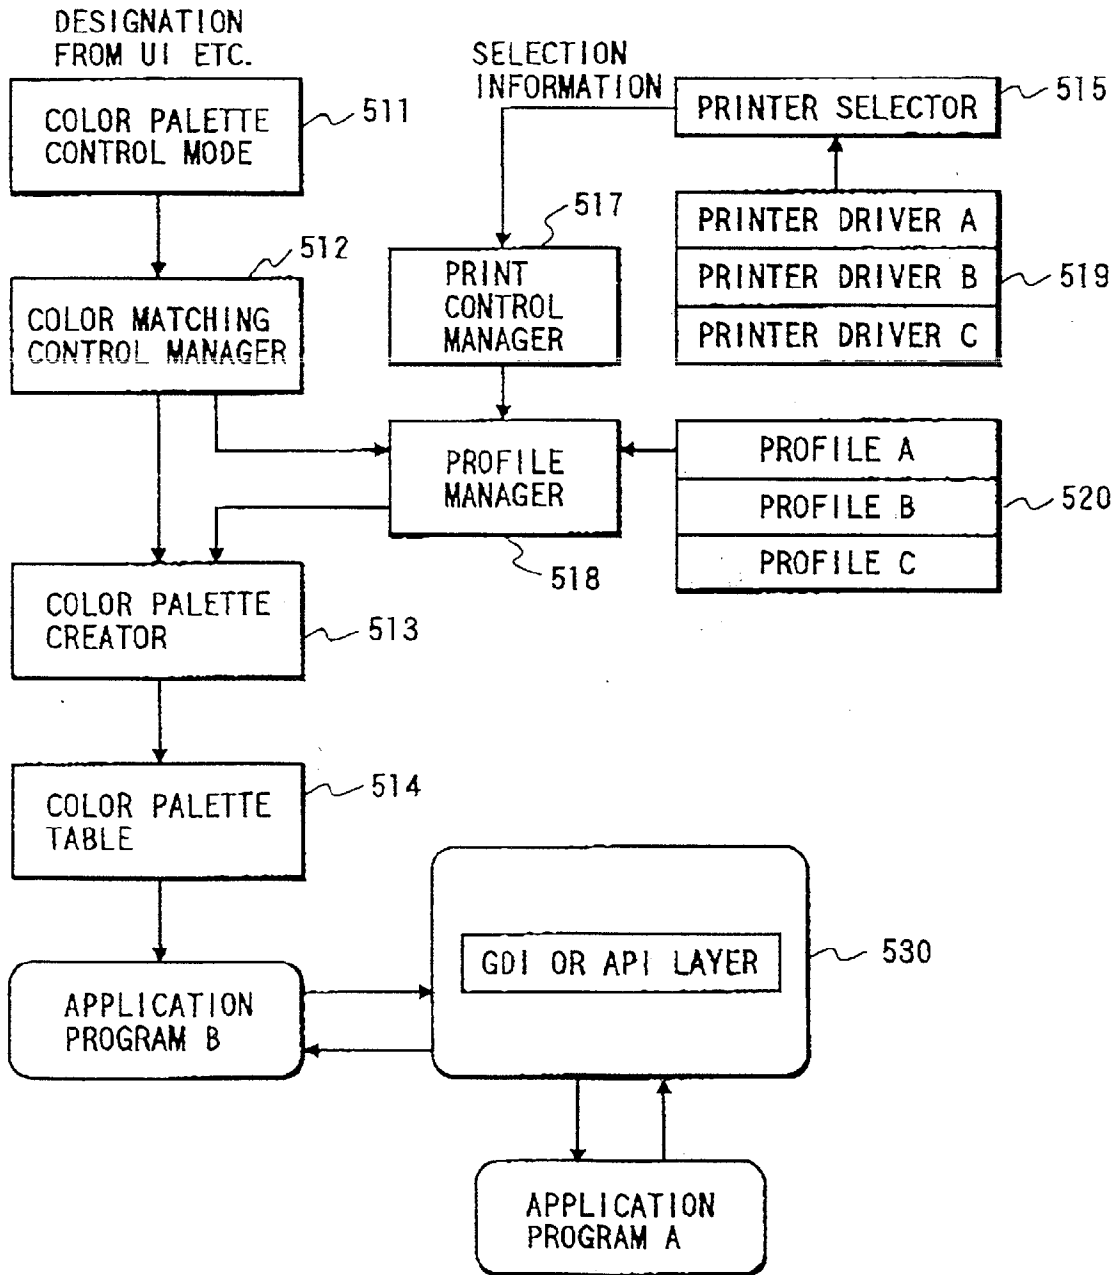 DESIGNATION
FROM UI ETC.
COLOR PALETTE
CONTROL MODE
511
SELECTION
INFORMATION
PRINTER SELECTOR
515
PRINTER DRIVER A
PRINTER DRIVER B
PRINTER DRIVER C
519
517
PRINT
CONTROL
MANAGER
512
COLOR MATCHING
CONTROL MANAGER
PROFILE
MANAGER
518
PROFILE A
PROFILE B
PROFILE C
520
COLOR PALETTE
CREATOR
513
COLOR PALETTE
TABLE
514
GDI OR API LAYER
530
APPLICATION
PROGRAM B
APPLICATION
PROGRAM A